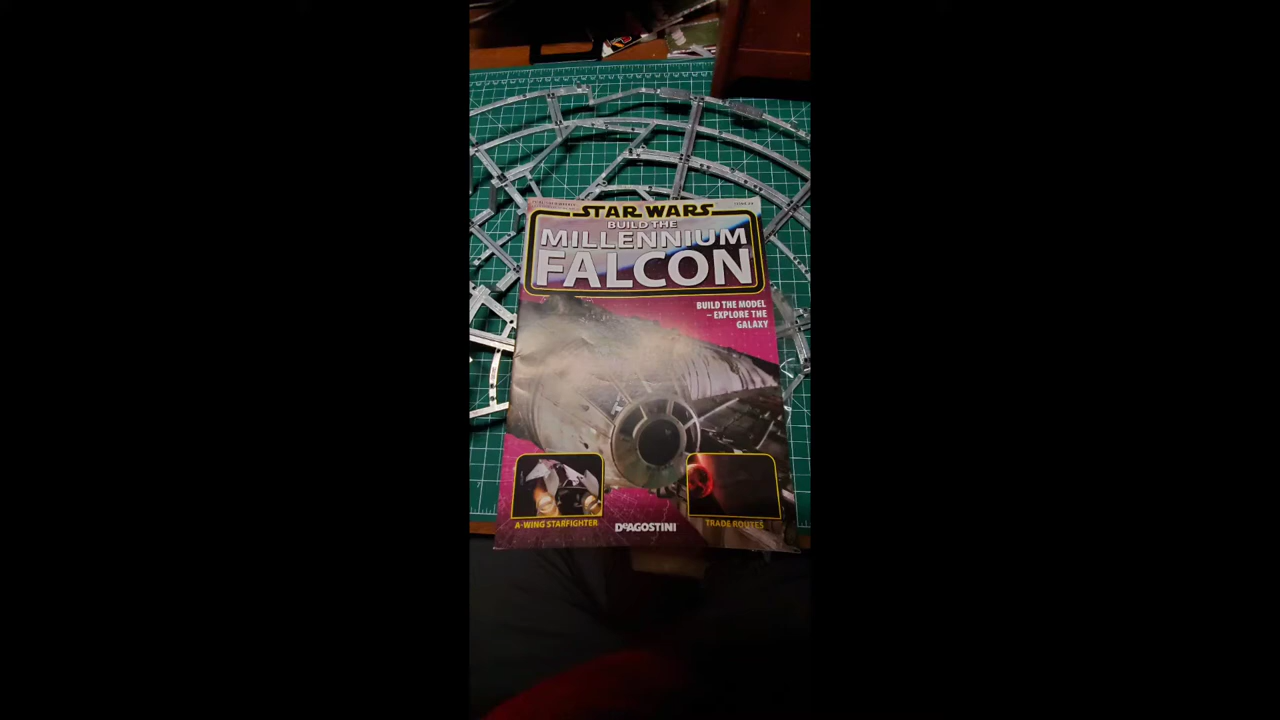 STAR WARS
BUILD THE
MILLENNIUM
FALCON
BUILD THE MODEL
– EXPLORE THE
GALAXY
A-WING STARFIGHTER
DeAGOSTINI
TRADE ROUTES